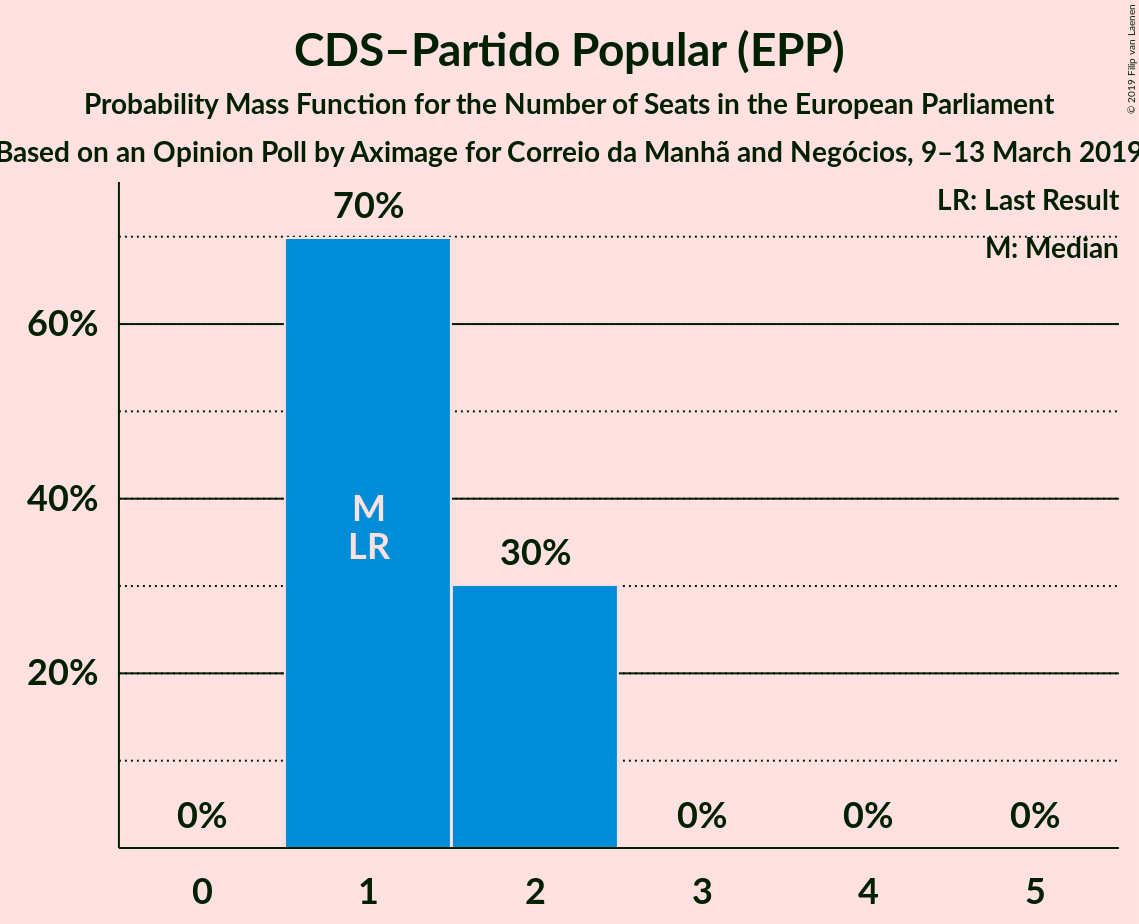 CDS–Partido Popular (EPP)
Probability Mass Function for the Number of Seats in the European Parliament
Based on an Opinion Poll by Aximage for Correio da Manhã and Negócios, 9–13 March 2019
© 2019 Filip van Laenen
LR: Last Result
M: Median
70%
60%
40%
M
LR
30%
20%
0%
0%
0%
0%
0
1
2
3
4
5